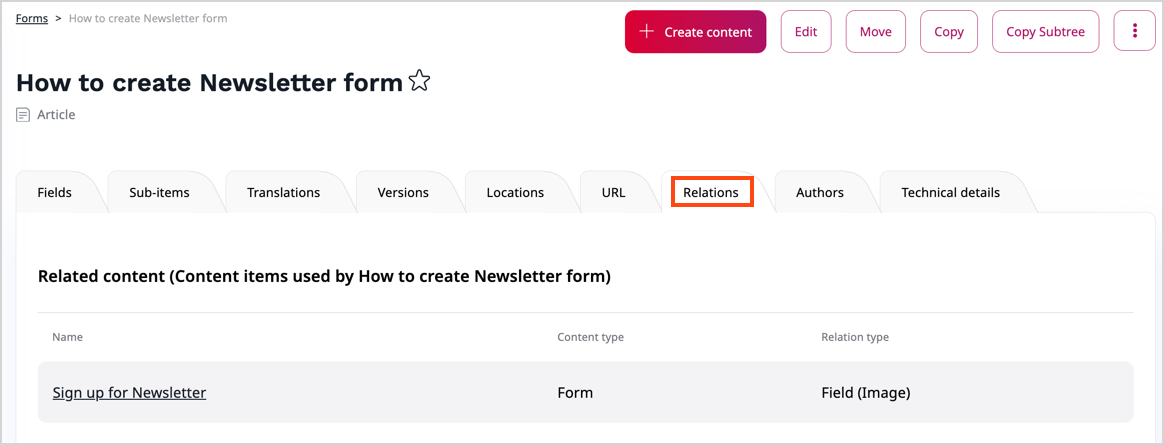 Forms > How to create Newsletter form
Create content Edit Move Copy Copy Subtree
How to create Newsletter form
Article
Fields Sub-items Translations Versions Locations URL Relations Authors Technical details
Related content (Content items used by How to create Newsletter form)
Name Content type Relation type
Sign up for Newsletter Form Field (Image)